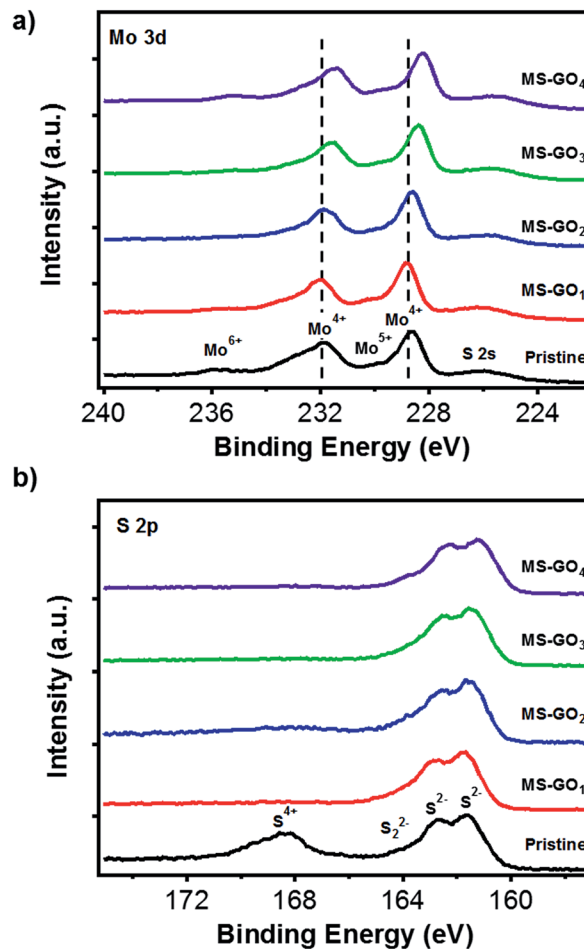 a)
Mo 3d
MS-GO₄
MS-GO₃
MS-GO₂
MS-GO₁
Mo⁶⁺
Mo⁴⁺
Mo⁵⁺
Mo⁴⁺
S 2s
Pristine
Intensity (a.u.)
240 236 232 228 224
Binding Energy (eV)
b)
S 2p
MS-GO₄
MS-GO₃
MS-GO₂
MS-GO₁
S⁴⁺
S₂²⁻
S²⁻
S²⁻
Pristine
Intensity (a.u.)
172 168 164 160
Binding Energy (eV)